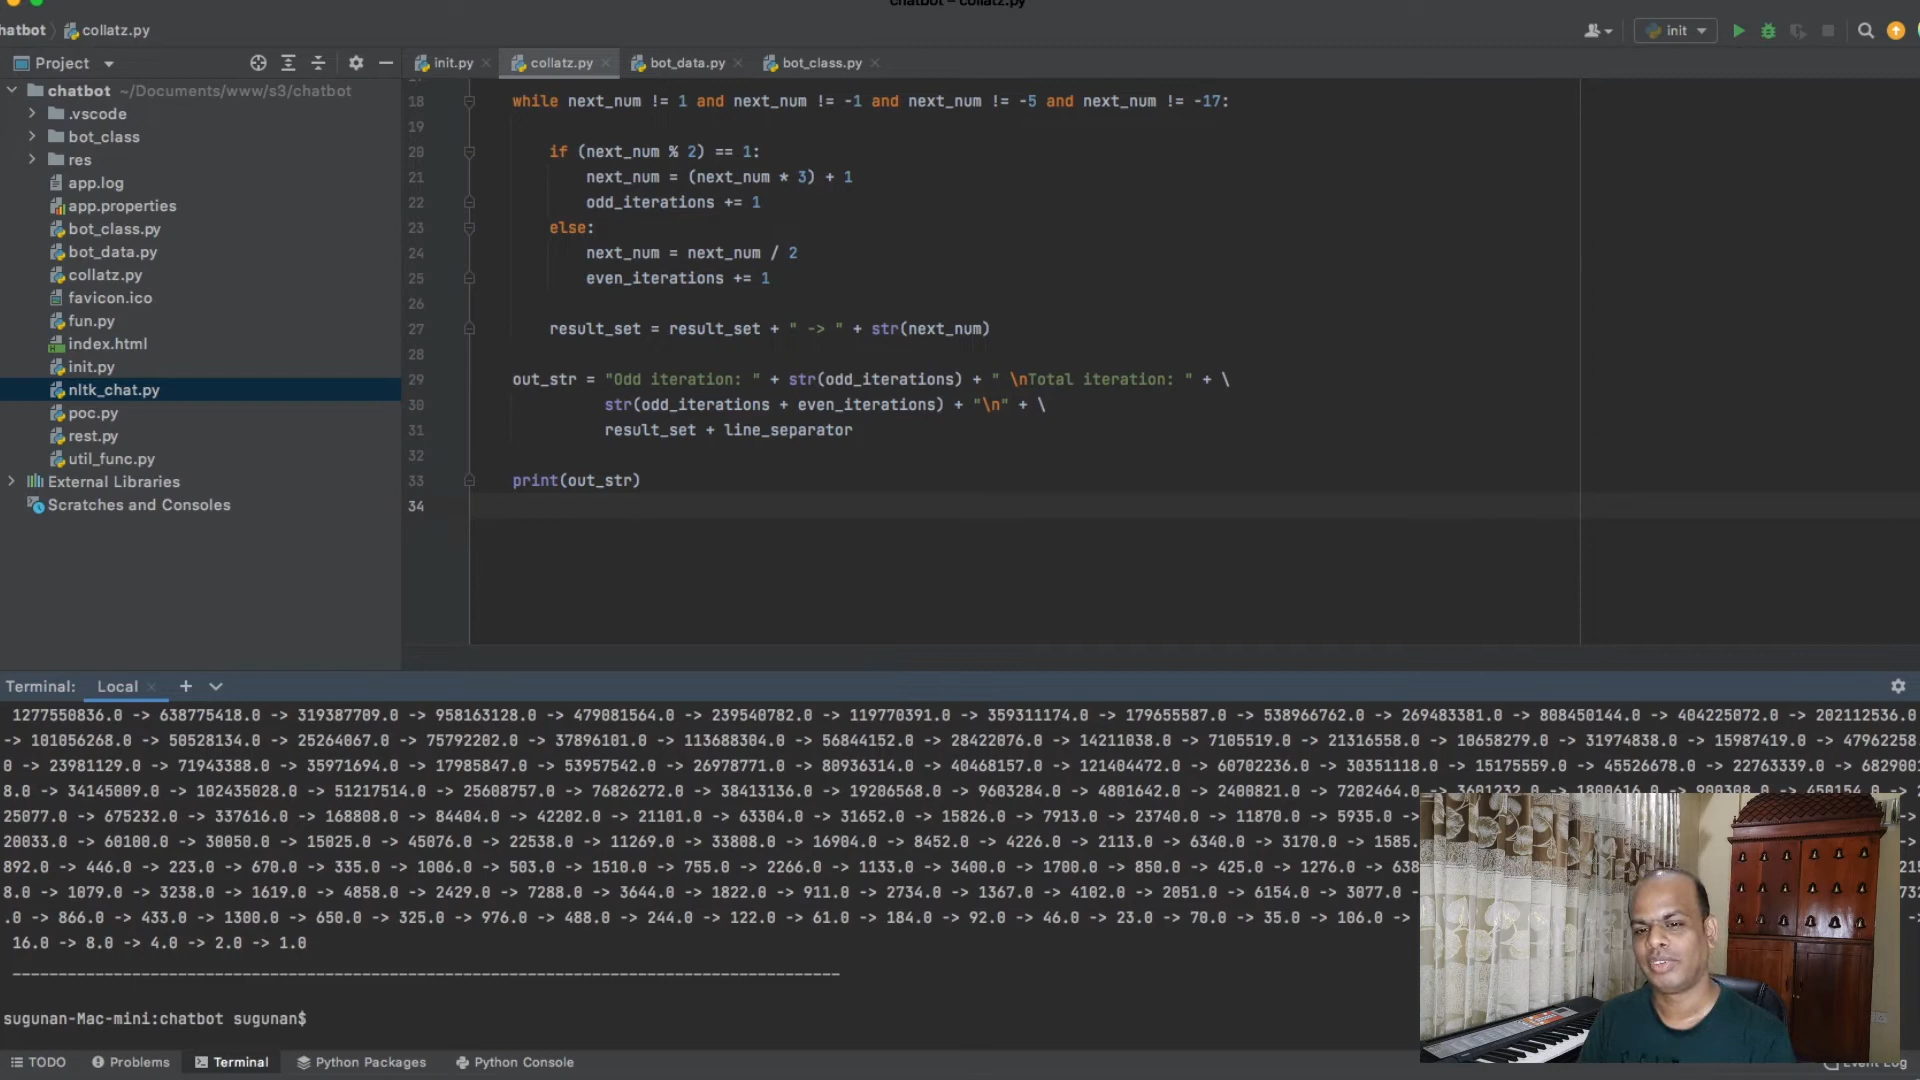 chatbot – collatz.py
hatbot
collatz.py
init
Project
init.py
collatz.py
bot_data.py
bot_class.py
chatbot ~/Documents/www/s3/chatbot
.vscode
bot_class
res
app.log
app.properties
bot_class.py
bot_data.py
collatz.py
favicon.ico
fun.py
index.html
init.py
nltk_chat.py
poc.py
rest.py
util_func.py
External Libraries
Scratches and Consoles
18 while next_num != 1 and next_num != -1 and next_num != -5 and next_num != -17:
19
20 if (next_num % 2) == 1:
21 next_num = (next_num * 3) + 1
22 odd_iterations += 1
23 else:
24 next_num = next_num / 2
25 even_iterations += 1
26
27 result_set = result_set + " -> " + str(next_num)
28
29 out_str = "Odd iteration: " + str(odd_iterations) + " \nTotal iteration: " + \
30 str(odd_iterations + even_iterations) + "\n" + \
31 result_set + line_separator
32
33 print(out_str)
34
Terminal: Local
1277550836.0 -> 638775418.0 -> 319387709.0 -> 958163128.0 -> 479081564.0 -> 239540782.0 -> 119770391.0 -> 359311174.0 -> 179655587.0 -> 538966762.0 -> 269483381.0 -> 808450144.0 -> 404225072.0 -> 202112536.0
-> 101056268.0 -> 50528134.0 -> 25264067.0 -> 75792202.0 -> 37896101.0 -> 113688304.0 -> 56844152.0 -> 28422076.0 -> 14211038.0 -> 7105519.0 -> 21316558.0 -> 10658279.0 -> 31974838.0 -> 15987419.0 -> 47962258
0 -> 23981129.0 -> 71943388.0 -> 35971694.0 -> 17985847.0 -> 53957542.0 -> 26978771.0 -> 80936314.0 -> 40468157.0 -> 121404472.0 -> 60702236.0 -> 30351118.0 -> 15175559.0 -> 45526678.0 -> 22763339.0 -> 6829001
8.0 -> 34145009.0 -> 102435028.0 -> 51217514.0 -> 25608757.0 -> 76826272.0 -> 38413136.0 -> 19206568.0 -> 9603284.0 -> 4801642.0 -> 2400821.0 -> 7202464.0 -> 3601232.0 -> 1800616.0 -> 900308.0 -> 450154.0 ->
25077.0 -> 675232.0 -> 337616.0 -> 168808.0 -> 84404.0 -> 42202.0 -> 21101.0 -> 63304.0 -> 31652.0 -> 15826.0 -> 7913.0 -> 23740.0 -> 11870.0 -> 5935.0 ->
20033.0 -> 60100.0 -> 30050.0 -> 15025.0 -> 45076.0 -> 22538.0 -> 11269.0 -> 33808.0 -> 16904.0 -> 8452.0 -> 4226.0 -> 2113.0 -> 6340.0 -> 3170.0 -> 1585. ->
892.0 -> 446.0 -> 223.0 -> 670.0 -> 335.0 -> 1006.0 -> 503.0 -> 1510.0 -> 755.0 -> 2266.0 -> 1133.0 -> 3400.0 -> 1700.0 -> 850.0 -> 425.0 -> 1276.0 -> 638
8.0 -> 1079.0 -> 3238.0 -> 1619.0 -> 4858.0 -> 2429.0 -> 7288.0 -> 3644.0 -> 1822.0 -> 911.0 -> 2734.0 -> 1367.0 -> 4102.0 -> 2051.0 -> 6154.0 -> 3077.0 -
.0 -> 866.0 -> 433.0 -> 1300.0 -> 650.0 -> 325.0 -> 976.0 -> 488.0 -> 244.0 -> 122.0 -> 61.0 -> 184.0 -> 92.0 -> 46.0 -> 23.0 -> 70.0 -> 35.0 -> 106.0 ->
16.0 -> 8.0 -> 4.0 -> 2.0 -> 1.0
------------------------------------------------------------------------------------------
sugunan-Mac-mini:chatbot sugunan$
TODO
Problems
Terminal
Python Packages
Python Console
Event Log